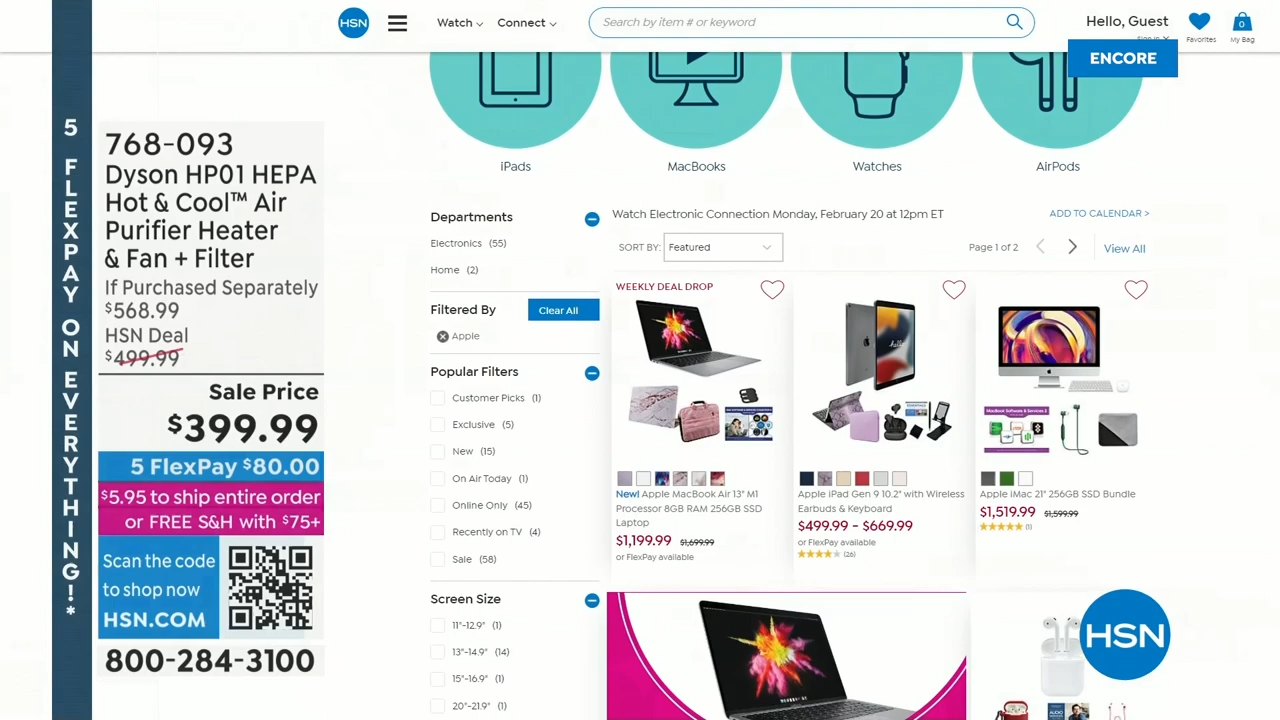 HSN
Watch
Connect
Search by item # or keyword
Hello, Guest
Sign in
Favorites
0
My Bag
ENCORE
5 FLEXPAY ON EVERYTHING!*
768-093
Dyson HP01 HEPA
Hot & Cool™ Air
Purifier Heater
& Fan + Filter
If Purchased Separately
$568.99
HSN Deal
$499.99
Sale Price
$399.99
5 FlexPay $80.00
$5.95 to ship entire order
or FREE S&H with $75+
Scan the code
to shop now
HSN.COM
800-284-3100
iPads
MacBooks
Watches
AirPods
Departments
Electronics (55)
Home (2)
Filtered By
Clear All
Apple
Popular Filters
Customer Picks (1)
Exclusive (5)
New (15)
On Air Today (1)
Online Only (45)
Recently on TV (4)
Sale (58)
Screen Size
11"-12.9" (1)
13"-14.9" (14)
15"-16.9" (1)
20"-21.9" (1)
Watch Electronic Connection Monday, February 20 at 12pm ET
ADD TO CALENDAR >
SORT BY: Featured
Page 1 of 2
View All
WEEKLY DEAL DROP
New! Apple MacBook Air 13" M1
Processor 8GB RAM 256GB SSD
Laptop
$1,199.99 $1,699.99
or FlexPay available
hello
Apple iPad Gen 9 10.2" with Wireless
Earbuds & Keyboard
$499.99 - $669.99
or FlexPay available
(26)
MacBook Software & Services 2
Apple iMac 21" 256GB SSD Bundle
$1,519.99 $1,599.99
(1)
HSN